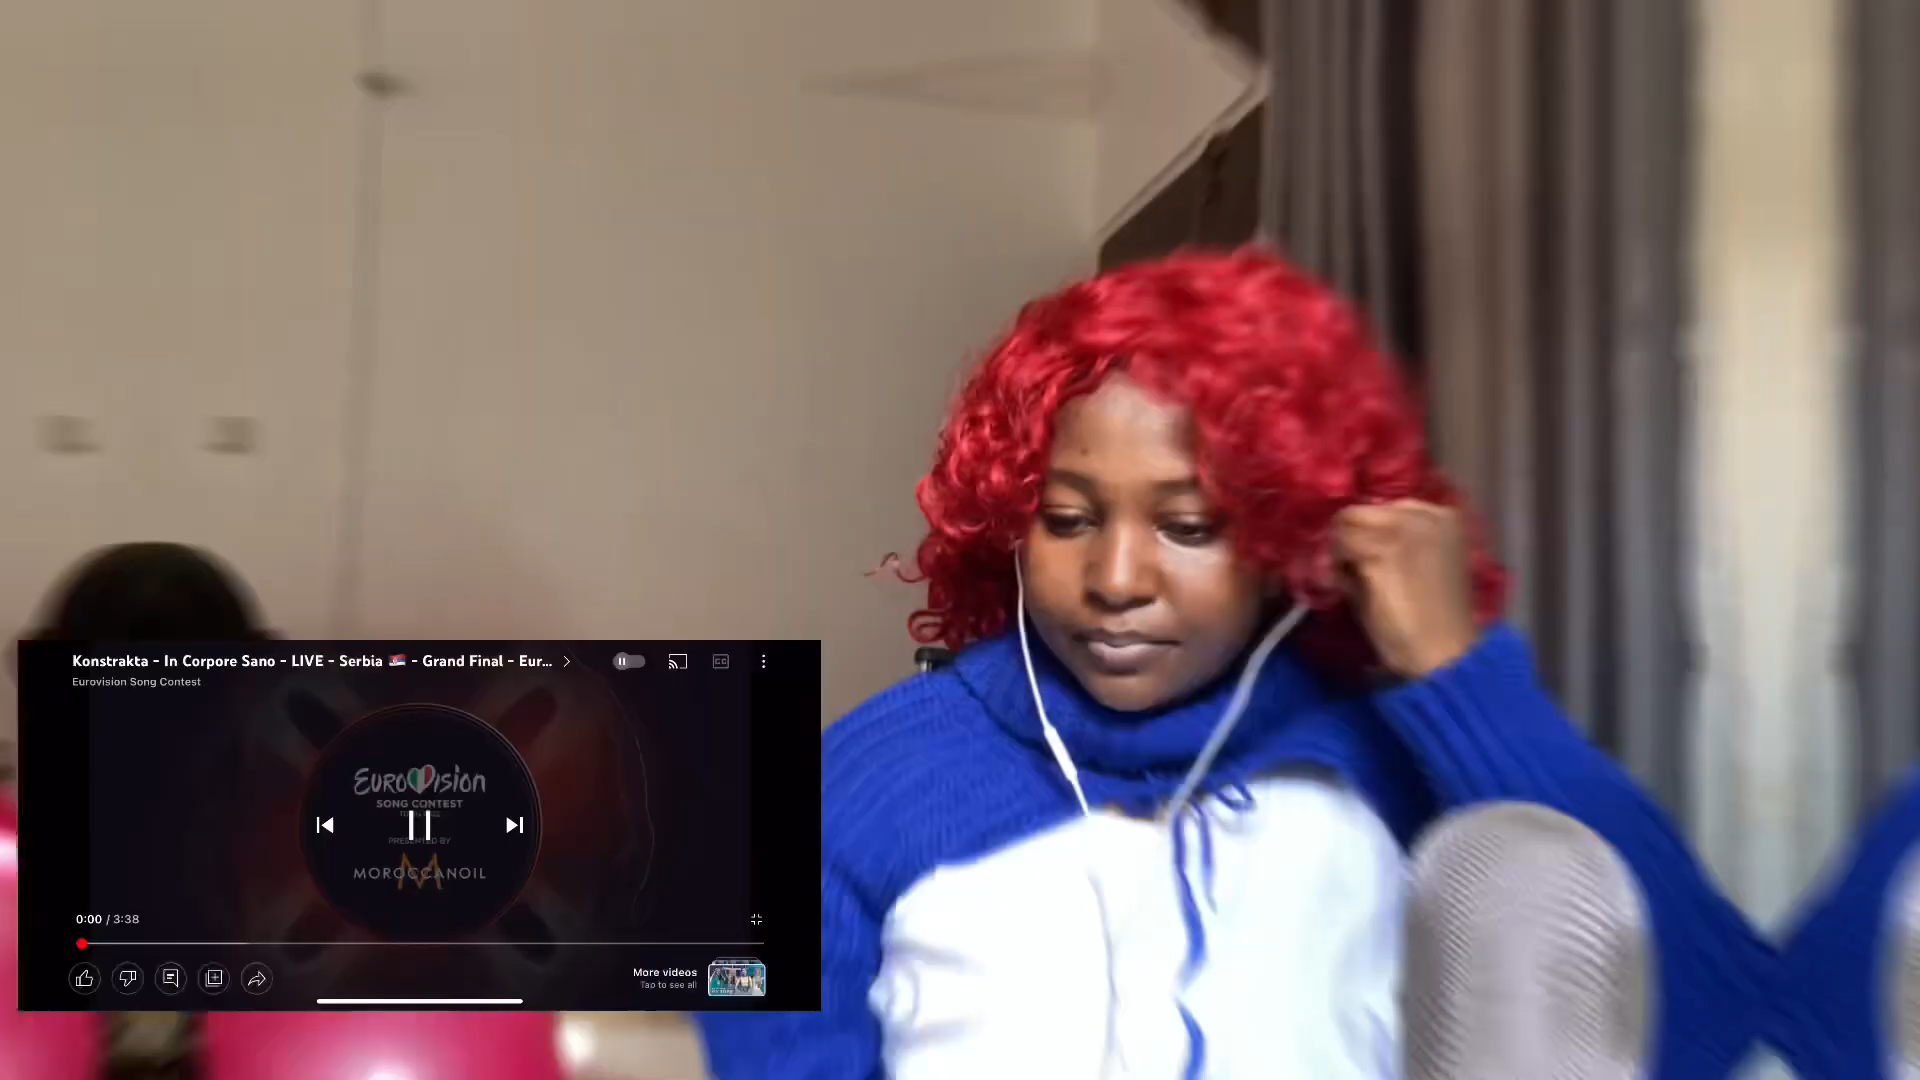 Konstrakta - In Corpore Sano - LIVE - Serbia 🇷🇸 - Grand Final - Eur...
Eurovision Song Contest
CC
EUROVISION
SONG CONTEST
PRESENTED BY
MOROCCANOIL
0:00 / 3:38
More videos
Tap to see all